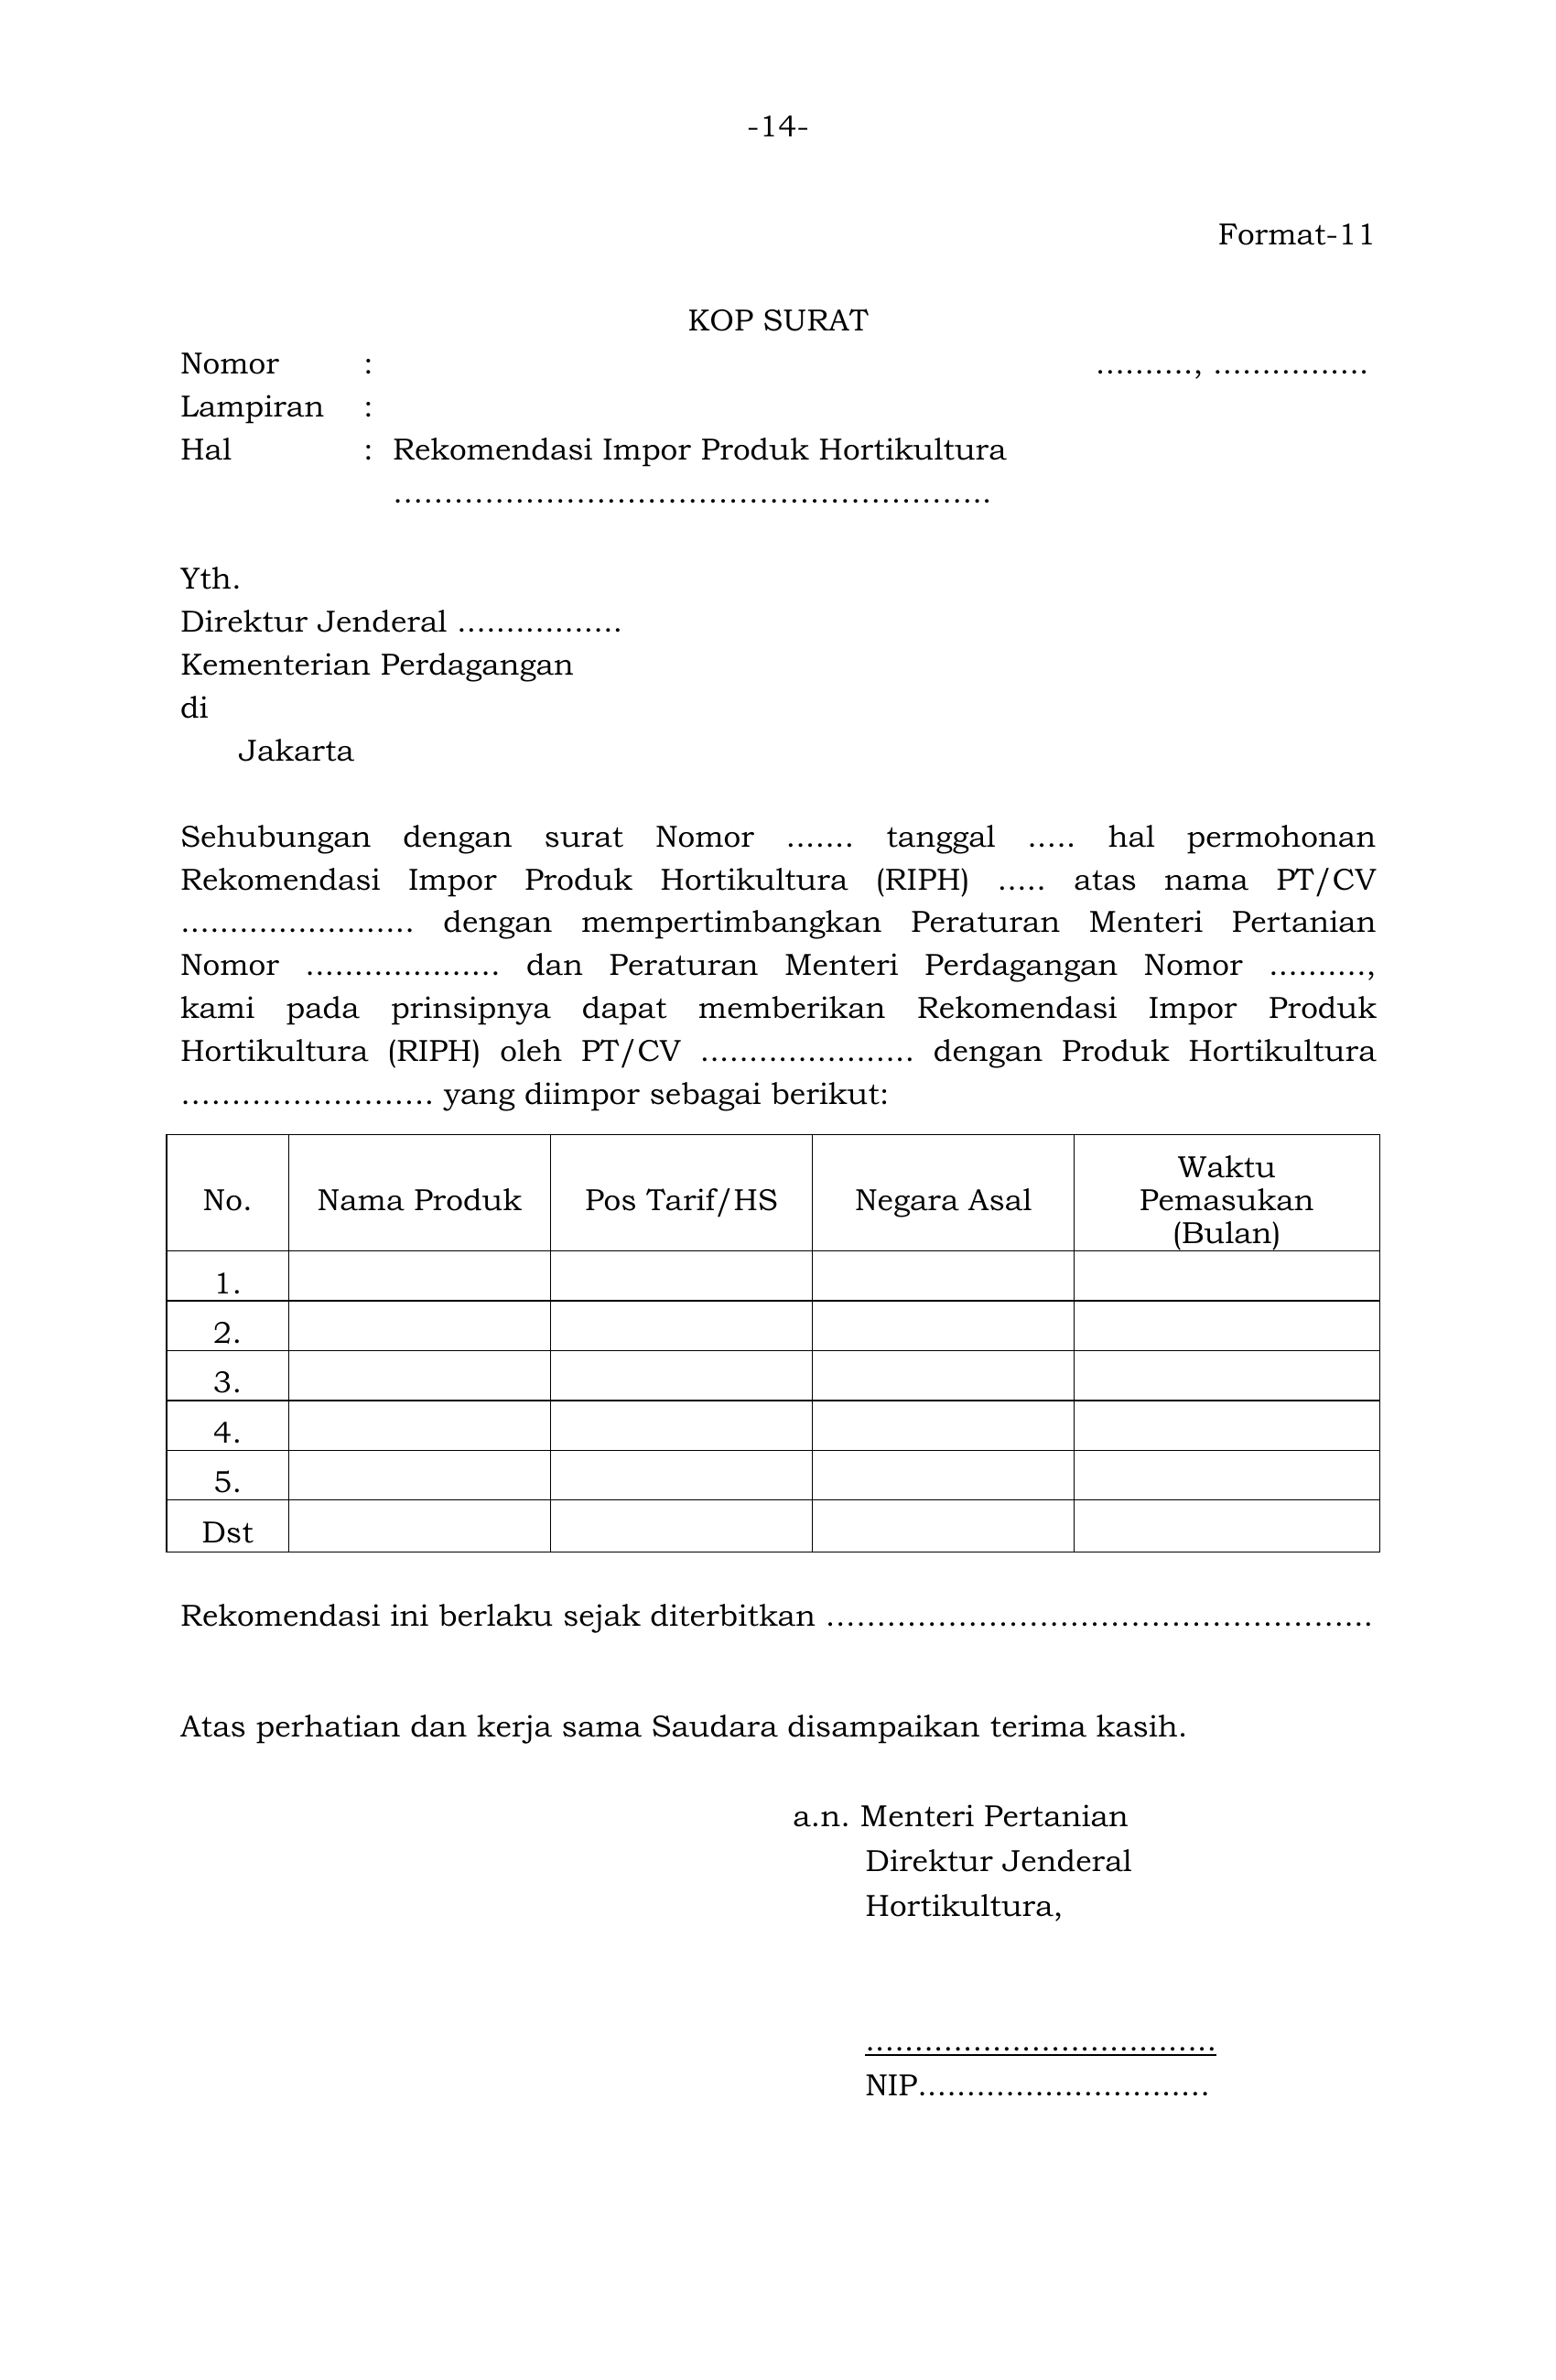 -14-
Format-11
KOP SURAT
Nomor : .........., ................
Lampiran :
Hal : Rekomendasi Impor Produk Hortikultura
...........................................................
Yth.
Direktur Jenderal .................
Kementerian Perdagangan
di
Jakarta
Sehubungan dengan surat Nomor ....... tanggal ..... hal permohonan
Rekomendasi Impor Produk Hortikultura (RIPH) ..... atas nama PT/CV
........................ dengan mempertimbangkan Peraturan Menteri Pertanian
Nomor .................... dan Peraturan Menteri Perdagangan Nomor ..........,
kami pada prinsipnya dapat memberikan Rekomendasi Impor Produk
Hortikultura (RIPH) oleh PT/CV ...................... dengan Produk Hortikultura
......................... yang diimpor sebagai berikut:
No. Nama Produk Pos Tarif/HS Negara Asal Waktu
Pemasukan
(Bulan)
1.
2.
3.
4.
5.
Dst
Rekomendasi ini berlaku sejak diterbitkan ......................................................
Atas perhatian dan kerja sama Saudara disampaikan terima kasih.
a.n. Menteri Pertanian
Direktur Jenderal
Hortikultura,
....................................
NIP..............................